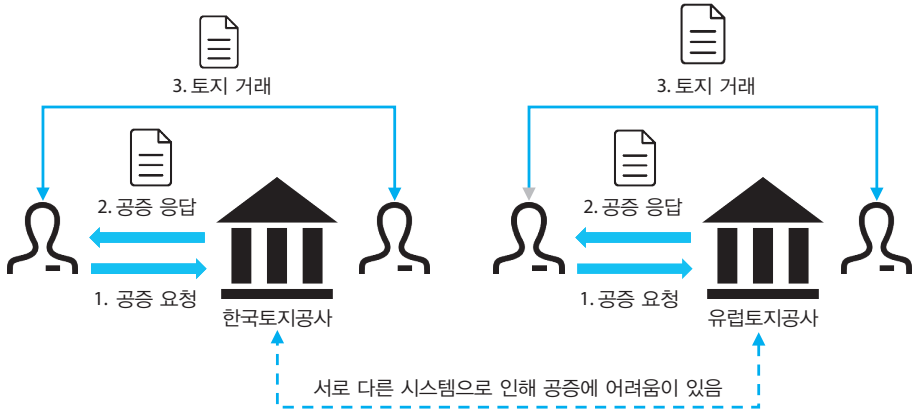 3. 토지 거래
2. 공증 응답
1. 공증 요청
한국토지공사
3. 토지 거래
2. 공증 응답
1. 공증 요청
유럽토지공사
서로 다른 시스템으로 인해 공증에 어려움이 있음